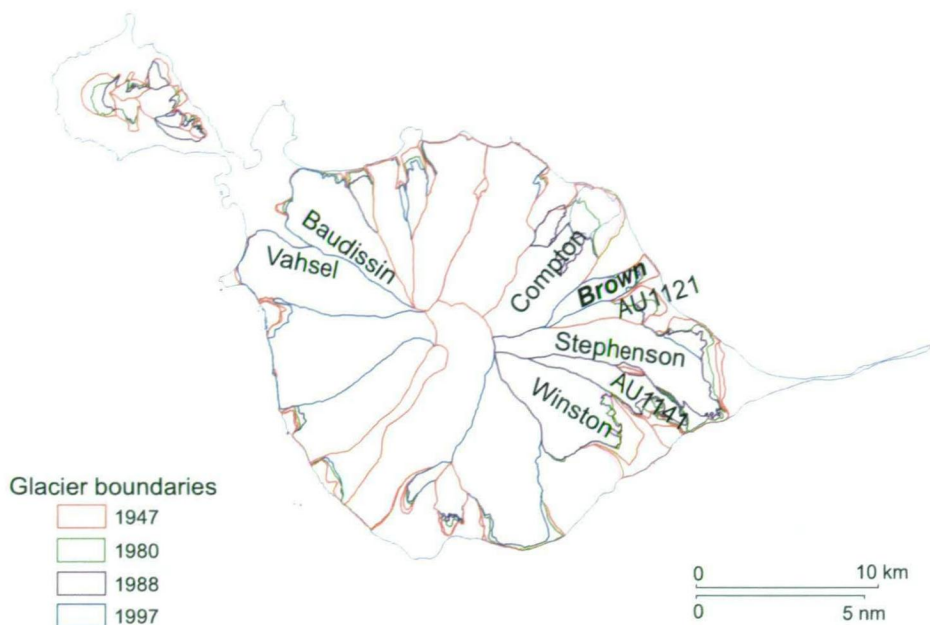 Baudissin
Vahsel
Compton
Brown
AU1121
Stephenson
AU1141
Winston
Glacier boundaries
1947
1980
1988
1997
0 10 km
0 5 nm